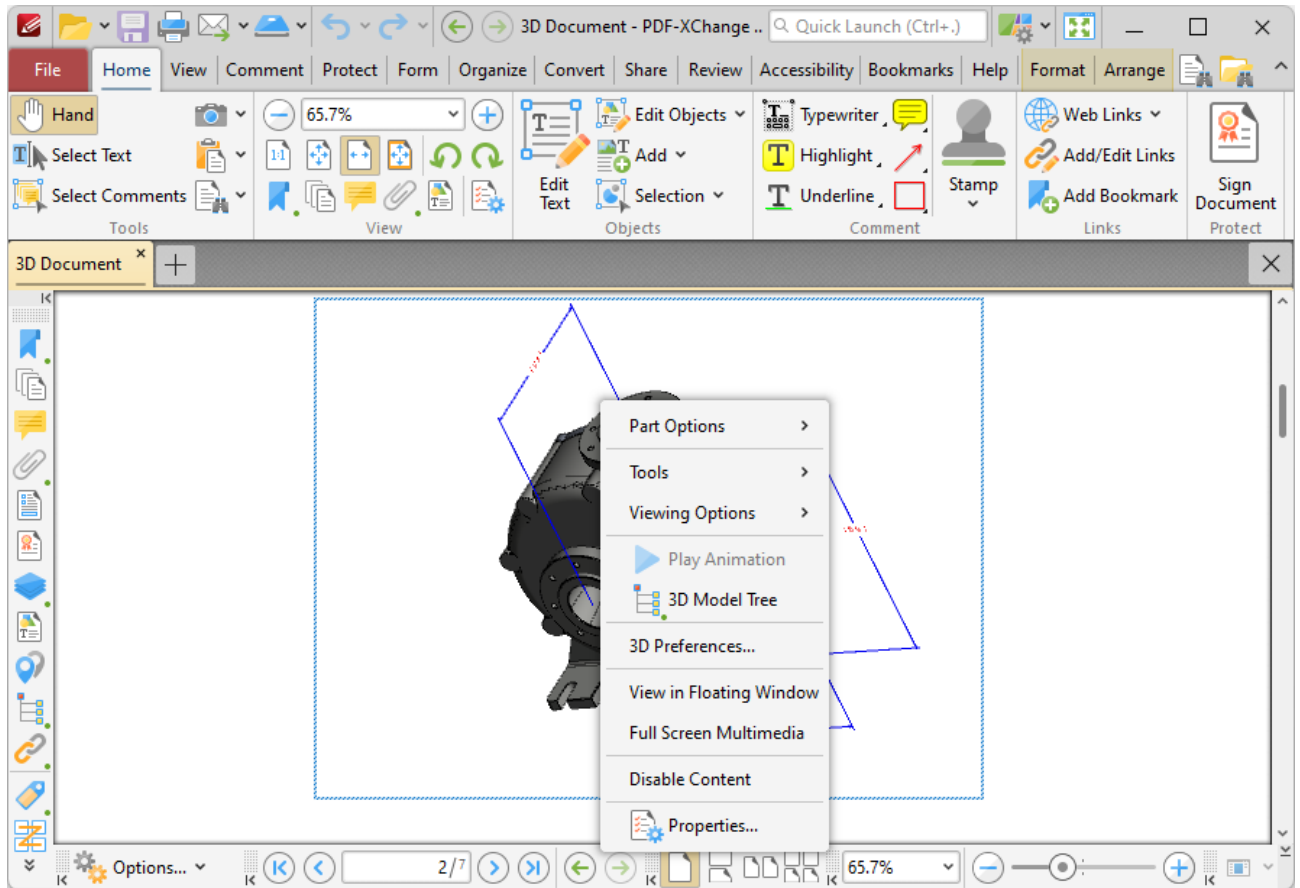 3D Document - PDF-XChange ..
Quick Launch (Ctrl+.)
File Home View Comment Protect Form Organize Convert Share Review Accessibility Bookmarks Help Format Arrange
Hand
Select Text
Select Comments
Tools
65.7%
1:1
View
Edit Text
Edit Objects
Add
Selection
Objects
Typewriter
Highlight
Underline
Stamp
Comment
Web Links
Add/Edit Links
Add Bookmark
Links
Sign Document
Protect
3D Document
Part Options
Tools
Viewing Options
Play Animation
3D Model Tree
3D Preferences...
View in Floating Window
Full Screen Multimedia
Disable Content
Properties...
Options...
2/7
65.7%